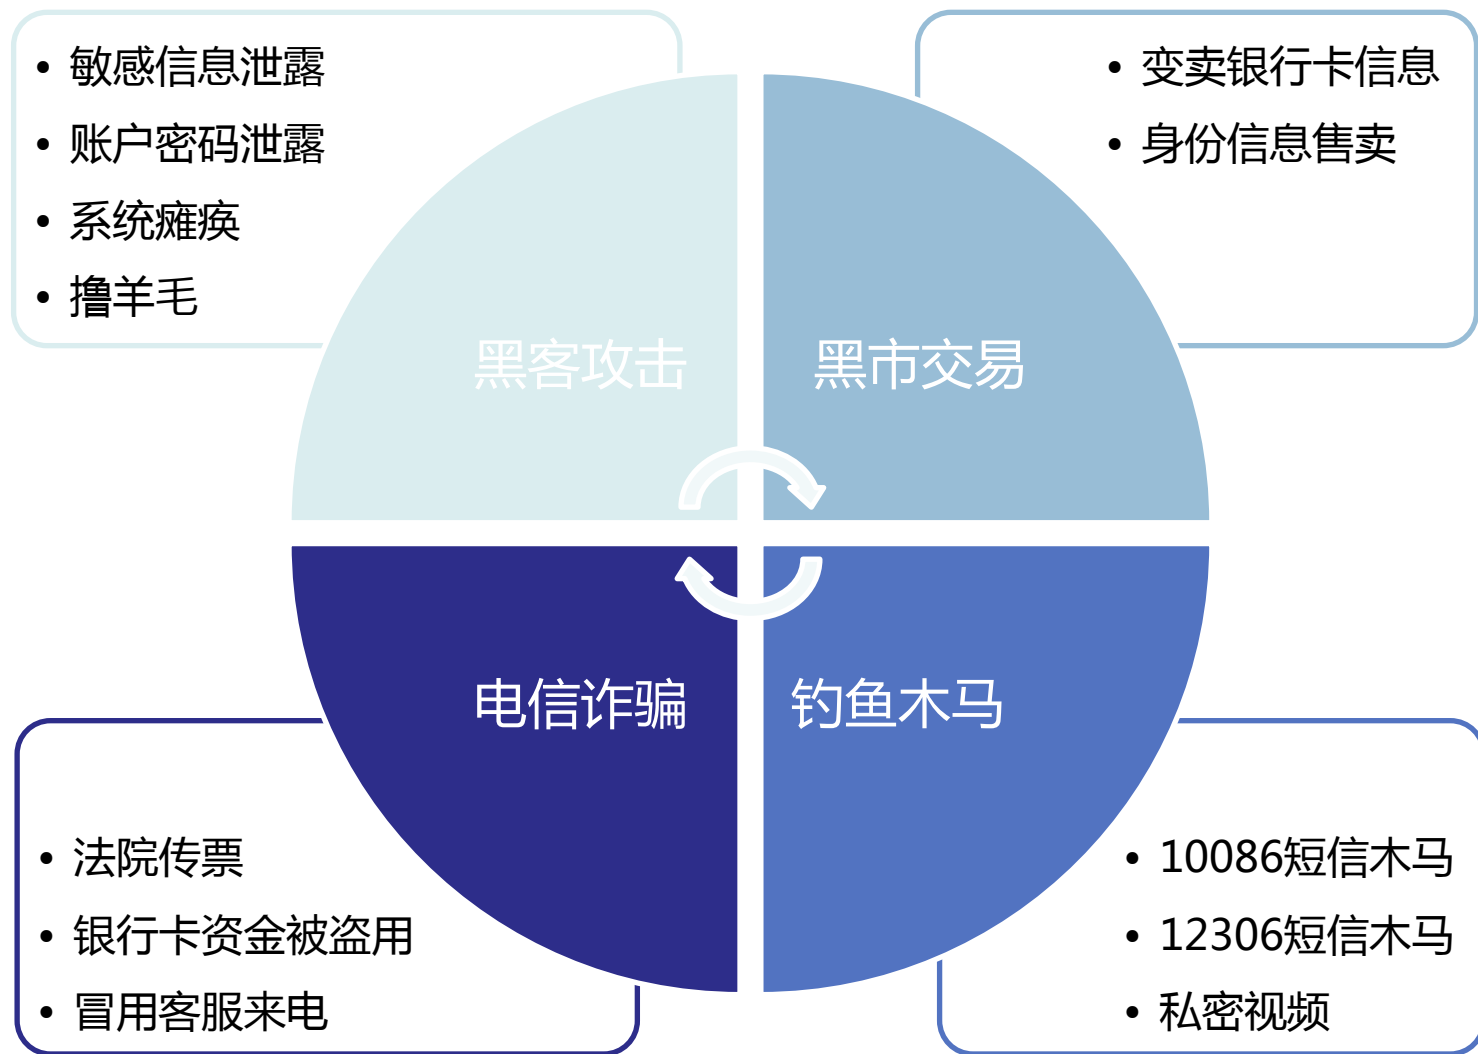 • 敏感信息泄露
• 账户密码泄露
• 系统瘫痪
• 撸羊毛
• 变卖银行卡信息
• 身份信息售卖
黑客攻击
黑市交易
电信诈骗
钓鱼木马
• 法院传票
• 银行卡资金被盗用
• 冒用客服来电
• 10086短信木马
• 12306短信木马
• 私密视频